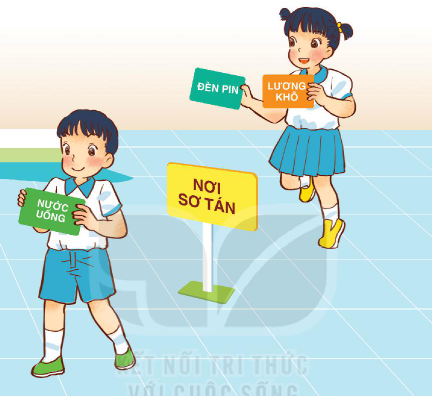 ĐÈN PIN
LƯƠNG
KHÔ
NƯỚC
UỐNG
NƠI
SƠ TÁN
KẾT NỐI TRI THỨC
VỚI CUỘC SỐNG